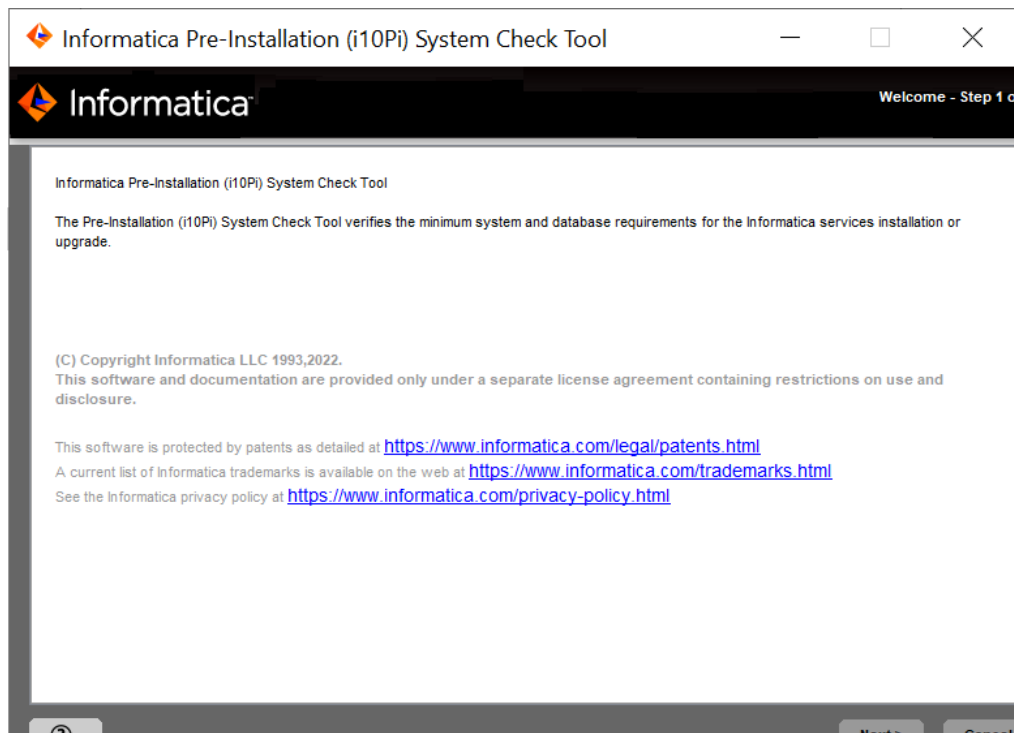 Informatica Pre-Installation (i10Pi) System Check Tool
Informatica
Welcome - Step 1 o
Informatica Pre-Installation (i10Pi) System Check Tool
The Pre-Installation (i10Pi) System Check Tool verifies the minimum system and database requirements for the Informatica services installation or
upgrade.
(C) Copyright Informatica LLC 1993,2022.
This software and documentation are provided only under a separate license agreement containing restrictions on use and
disclosure.
This software is protected by patents as detailed at https://www.informatica.com/legal/patents.html
A current list of Informatica trademarks is available on the web at https://www.informatica.com/trademarks.html
See the Informatica privacy policy at https://www.informatica.com/privacy-policy.html
? Next > Cancel